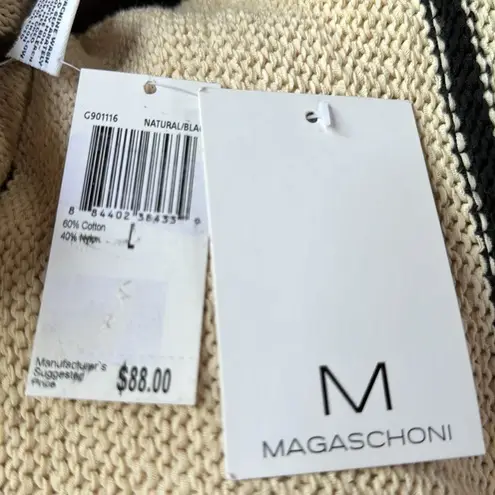 G901116 NATURAL/BLA
8 84402 38433
60% Cotton
40% Nylon
L
Manufacturer's
Suggested
Price
$88.00
M
MAGASCHONI